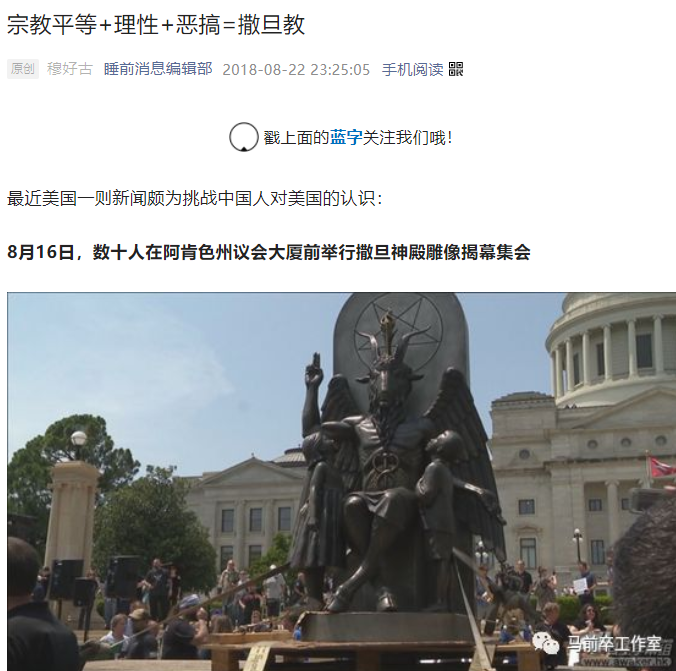 宗教平等+理性+恶搞=撒旦教
原创 穆好古 睡前消息编辑部 2018-08-22 23:25:05 手机阅读
戳上面的蓝字关注我们哦！
最近美国一则新闻颇为挑战中国人对美国的认识：
8月16日，数十人在阿肯色州议会大厦前举行撒旦神殿雕像揭幕集会
马前卒工作室